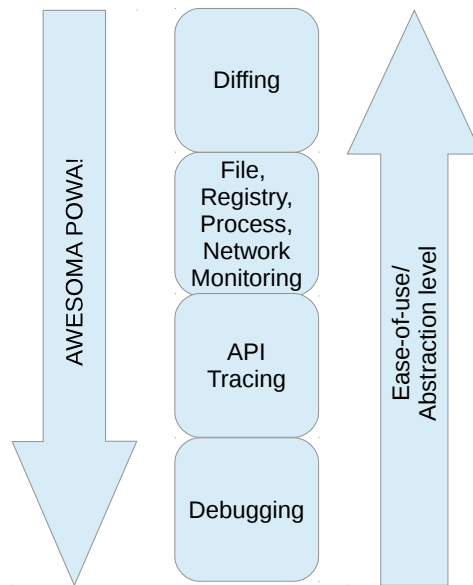 AWESOMA POWA!
Diffing
File,
Registry,
Process,
Network
Monitoring
API
Tracing
Debugging
Ease-of-use/
Abstraction level